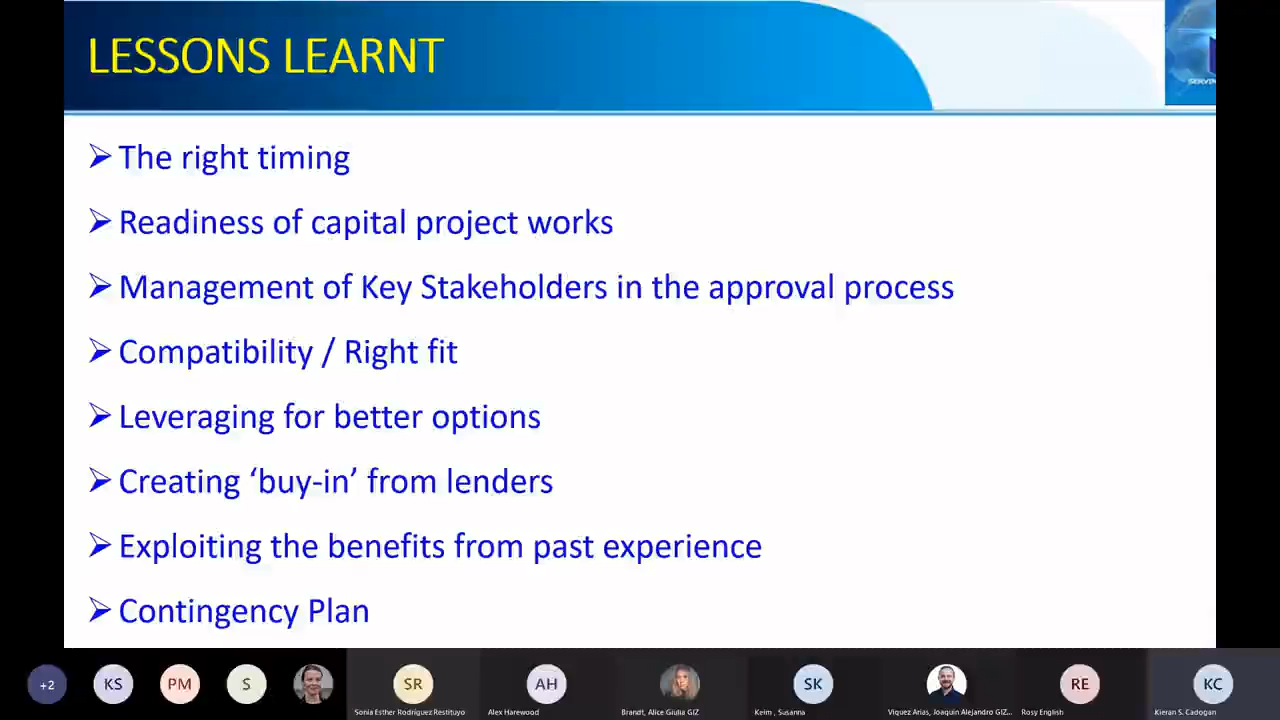 LESSONS LEARNT
The right timing
Readiness of capital project works
Management of Key Stakeholders in the approval process
Compatibility / Right fit
Leveraging for better options
Creating ‘buy-in’ from lenders
Exploiting the benefits from past experience
Contingency Plan
+2
KS
PM
S
SR
AH
SK
RE
KC
Sonia Esther Rodríguez Restituyo
Alex Harewood
Brandt, Alice Giulia GIZ
Keim , Susanna
Víquez Arias, Joaquin Alejandro GIZ...
Rosy English
Kieran S. Cadogan